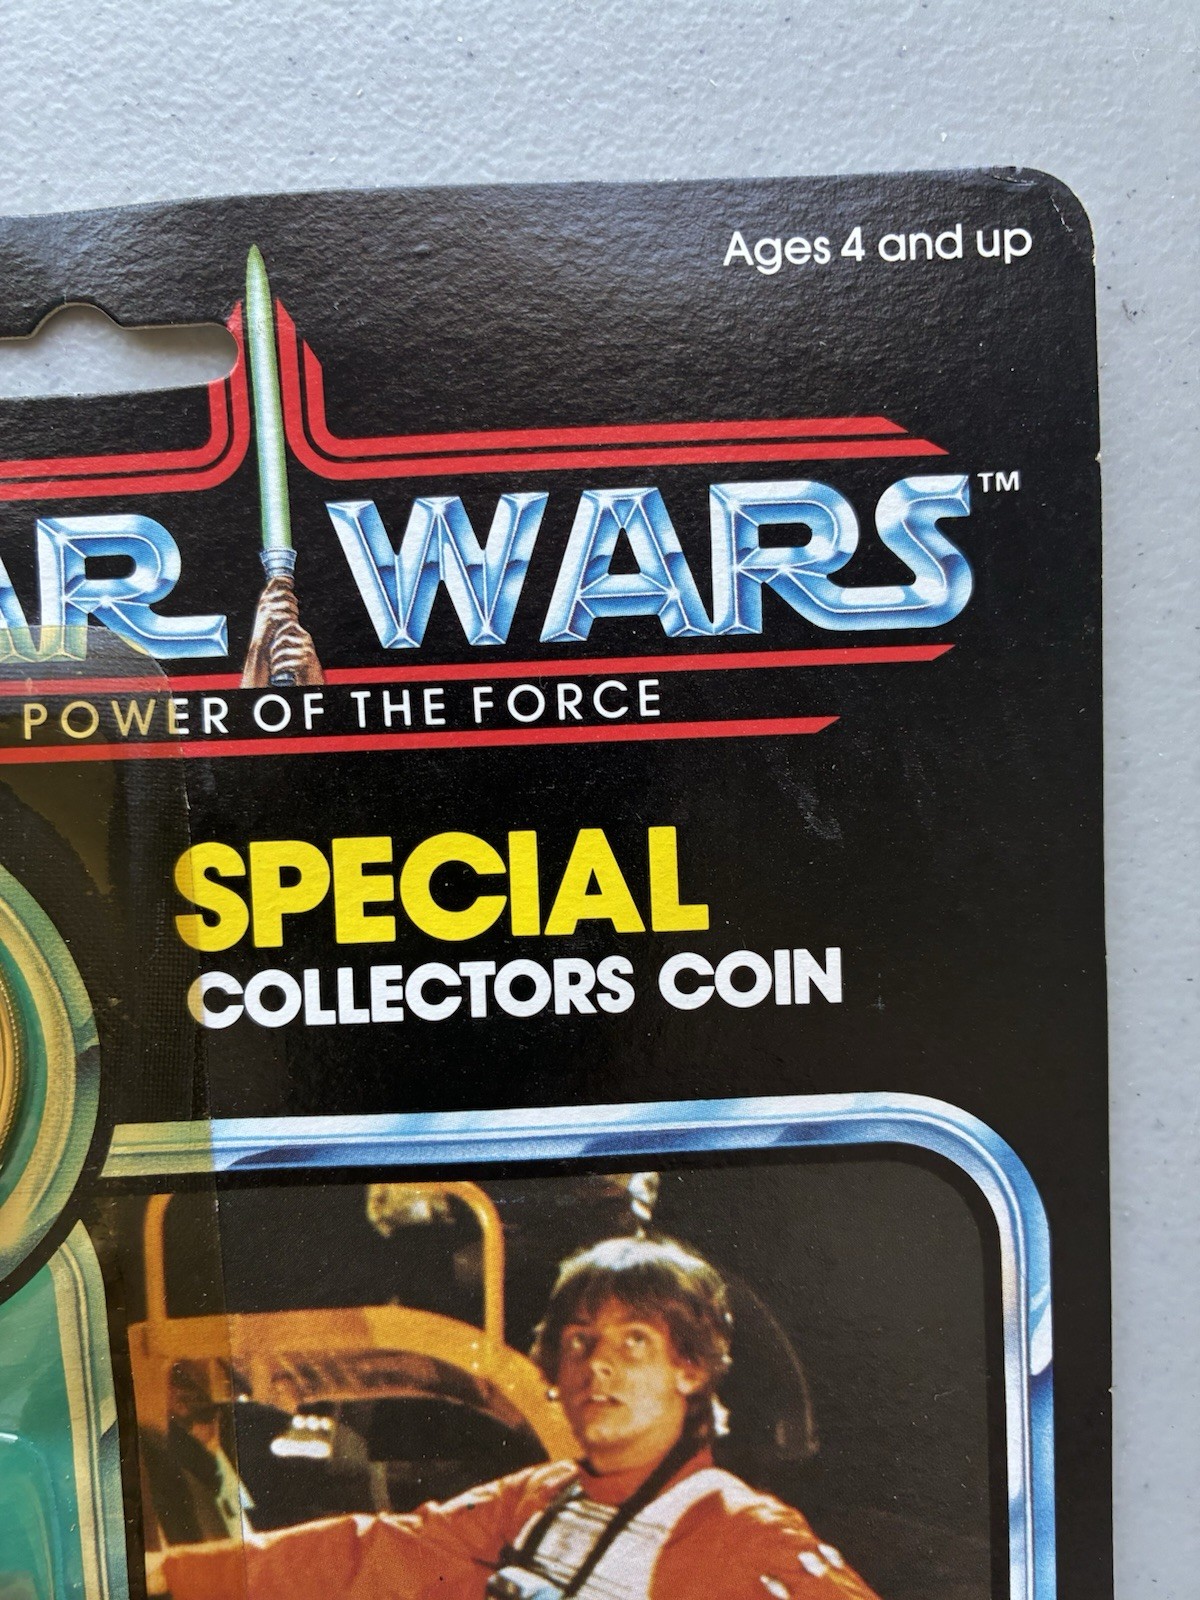 Ages 4 and up
AR WARS™
POWER OF THE FORCE
SPECIAL
COLLECTORS COIN